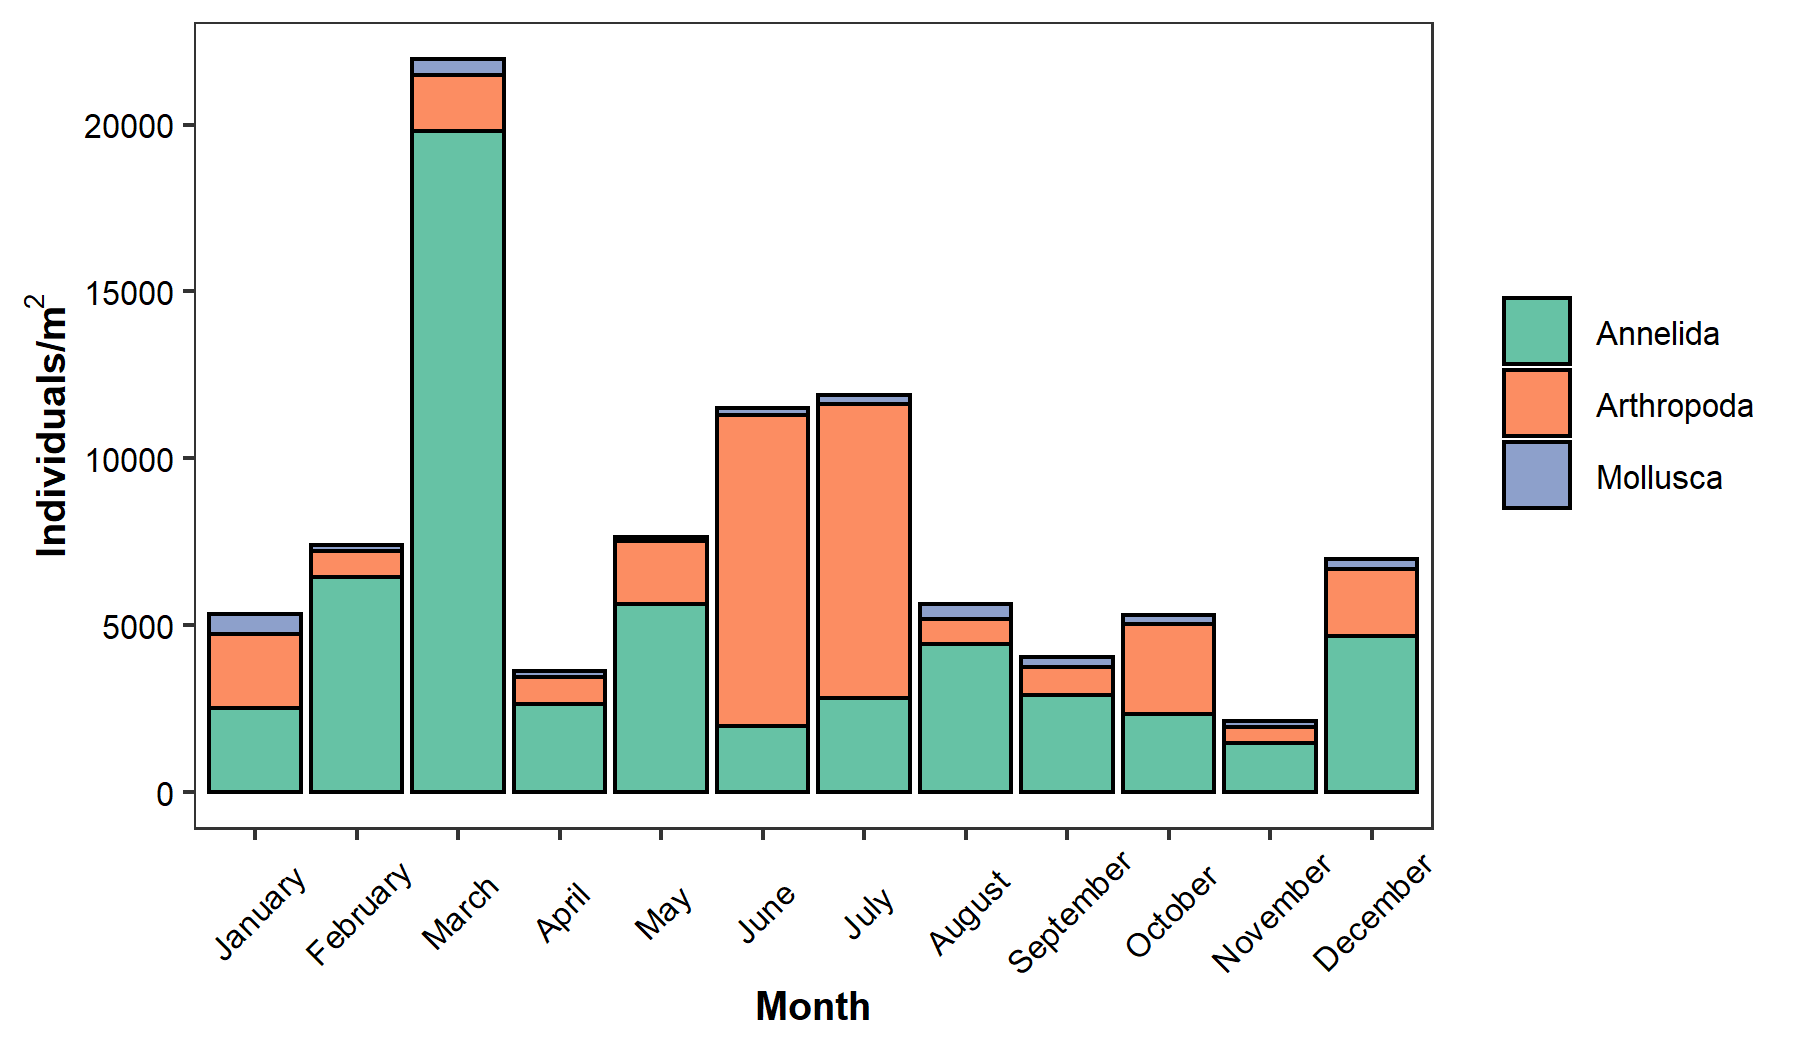 20000
15000
10000
5000
0
Individuals/m²
January
February
March
April
May
June
July
August
September
October
November
December
Month
Annelida
Arthropoda
Mollusca